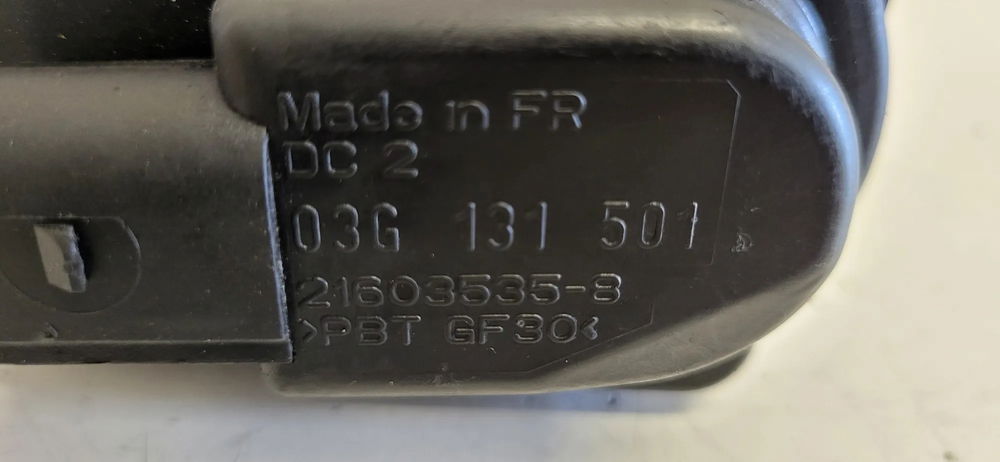 Made in FR
DC 2
03G 131 501
21603535-8
>PBT GF30<